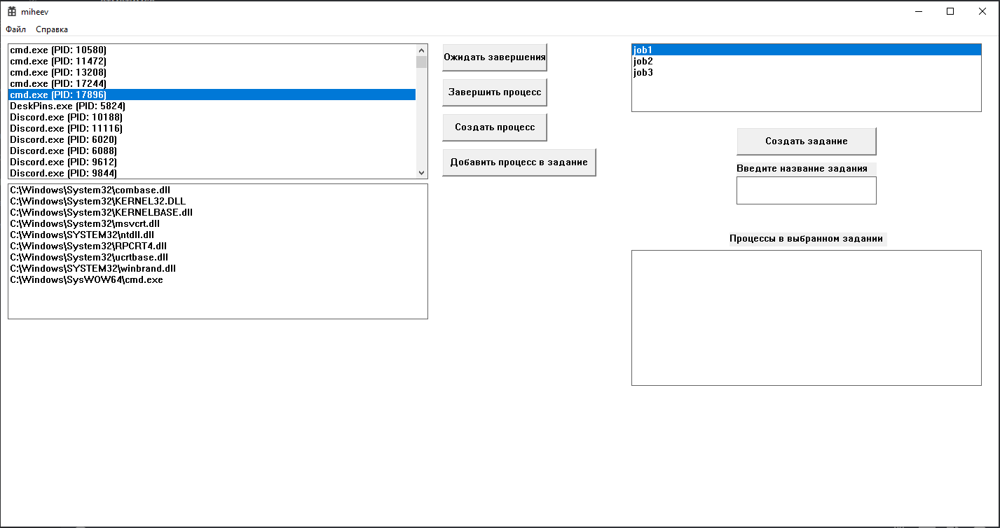 miheev
Файл Справка
cmd.exe (PID: 10580)
cmd.exe (PID: 11472)
cmd.exe (PID: 13208)
cmd.exe (PID: 17244)
cmd.exe (PID: 17896)
DeskPins.exe (PID: 5824)
Discord.exe (PID: 10188)
Discord.exe (PID: 11116)
Discord.exe (PID: 6020)
Discord.exe (PID: 6088)
Discord.exe (PID: 9612)
Discord.exe (PID: 9844)
C:\Windows\System32\combase.dll
C:\Windows\System32\KERNEL32.DLL
C:\Windows\System32\KERNELBASE.dll
C:\Windows\System32\msvcrt.dll
C:\Windows\SYSTEM32\ntdll.dll
C:\Windows\System32\RPCRT4.dll
C:\Windows\System32\ucrtbase.dll
C:\Windows\SYSTEM32\winbrand.dll
C:\Windows\SysWOW64\cmd.exe
Ожидать завершения
Завершить процесс
Создать процесс
Добавить процесс в задание
job1
job2
job3
Создать задание
Введите название задания
Процессы в выбранном задании